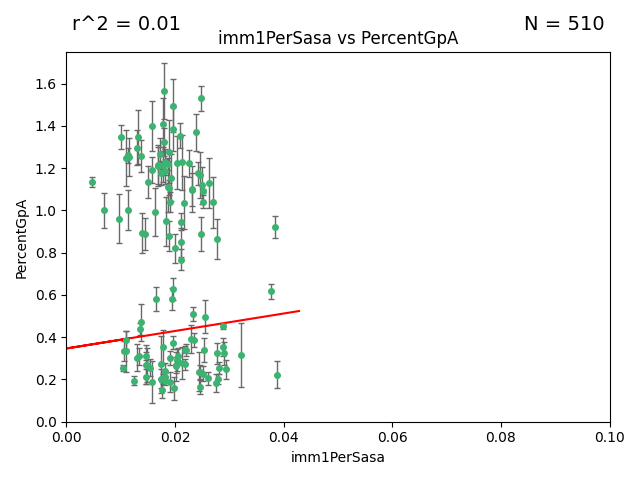 r^2 = 0.01
N = 510
imm1PerSasa vs PercentGpA
PercentGpA
1.6
1.4
1.2
1.0
0.8
0.6
0.4
0.2
0.0
0.00 0.02 0.04 0.06 0.08 0.10
imm1PerSasa